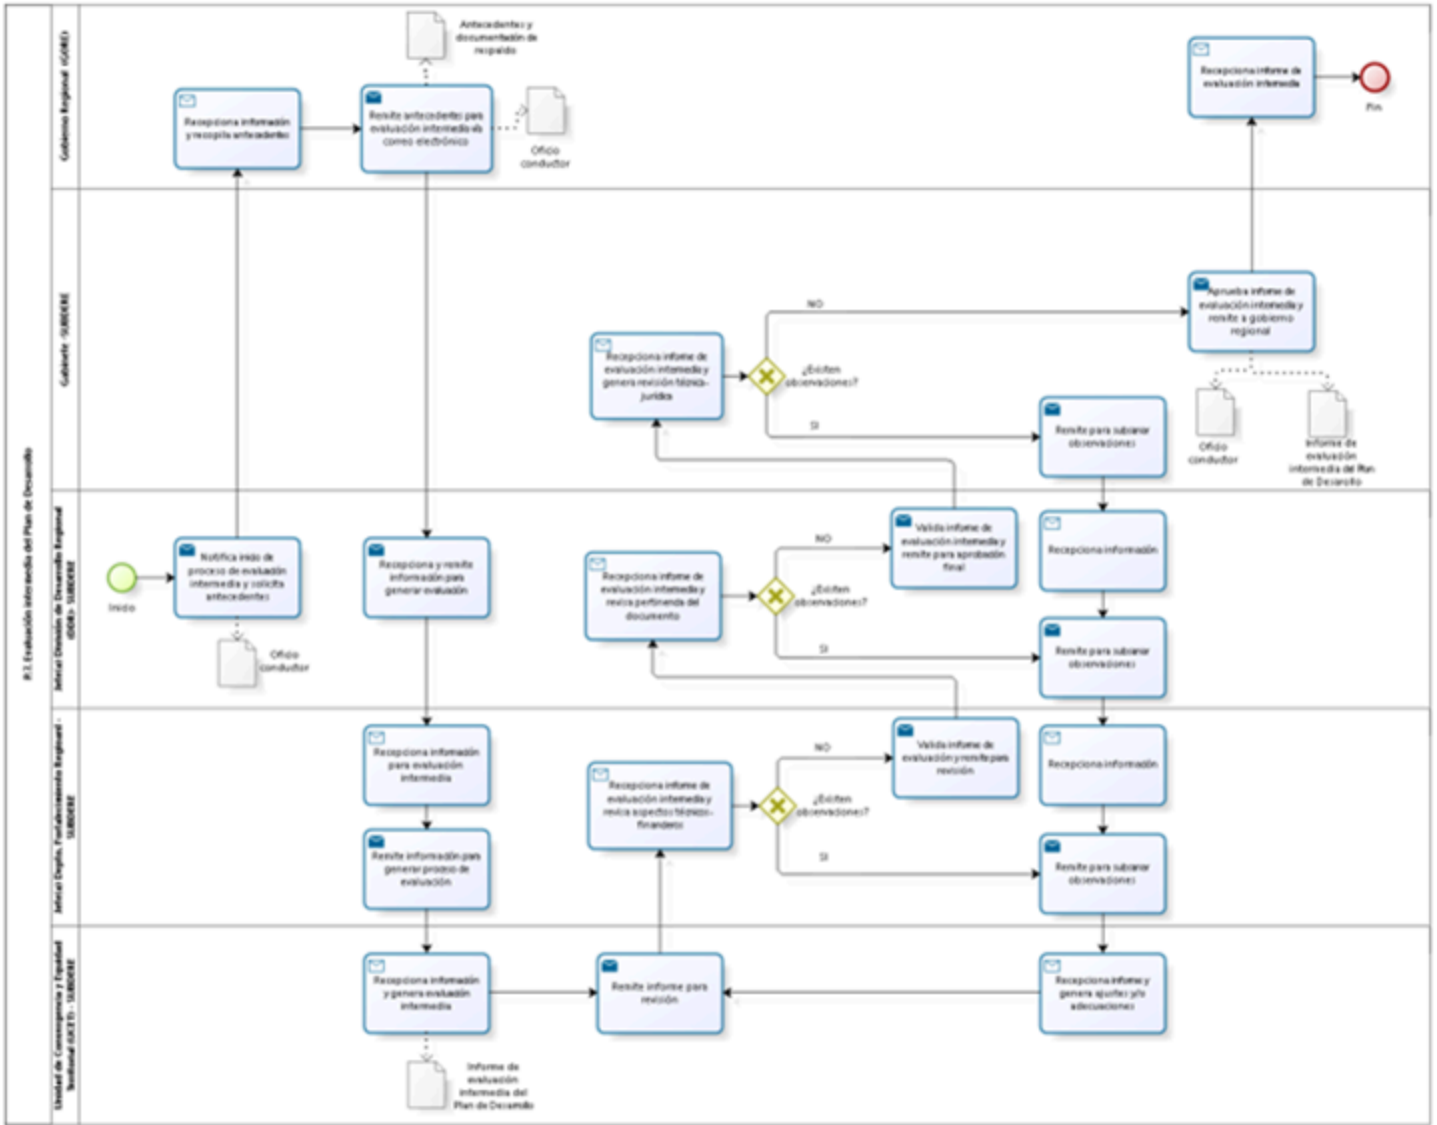 P.3. Evaluación intermedia del Plan de Desarrollo
Gobierno Regional (GORE)
Recepciona información
y recopila antecedentes
Remite antecedentes para
evaluación intermedia vía
correo electrónico
Antecedentes y
documentación de
respaldo
Oficio
conductor
Recepciona informe de
evaluación intermedia
Fin
Gabinete - SUBDERE
Recepciona informe de
evaluación intermedia y
genera revisión técnica-
jurídica
¿Existen
observaciones?
NO
SI
Aprueba informe de
evaluación intermedia y
remite a gobierno
regional
Oficio
conductor
Informe de
evaluación
intermedia del Plan
de Desarollo
Remite para subsanar
observaciones
Jefe(a) División de Desarrollo Regional
(DDR)- SUBDERE
Inicio
Notifica inicio de
proceso de evaluación
intermedia y solicita
antecedentes
Oficio
conductor
Recepciona y remite
información para
generar evaluación
Recepciona informe de
evaluación intermedia y
revisa pertinencia del
documento
¿Existen
observaciones?
NO
SI
Valida informe de
evaluación intermedia y
remite para aprobación
final
Recepciona información
Remite para subsanar
observaciones
Jefe(a) Depto. Fortalecimiento Regional -
SUBDERE
Recepciona información
para evaluación
intermedia
Remite información para
generar proceso de
evaluación
Recepciona informe de
evaluación intermedia y
revisa aspectos técnicos-
financieros
¿Existen
observaciones?
NO
SI
Valida informe de
evaluación y remite para
revisión
Recepciona información
Remite para subsanar
observaciones
Unidad de Convergencia y Equidad
Territorial (UCET) - SUBDERE
Recepciona información
y genera evaluación
intermedia
Informe de
evaluación
intermedia del
Plan de Desarrollo
Remite informe para
revisión
Recepciona informe y
genera ajustes y/o
adecuaciones